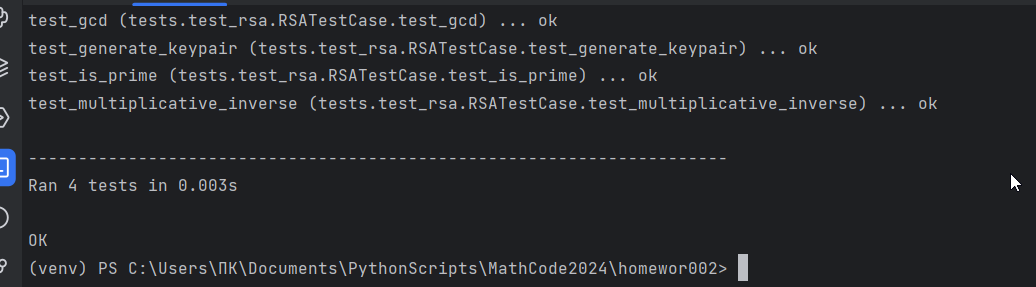 test_gcd (tests.test_rsa.RSATestCase.test_gcd) ... ok
test_generate_keypair (tests.test_rsa.RSATestCase.test_generate_keypair) ... ok
test_is_prime (tests.test_rsa.RSATestCase.test_is_prime) ... ok
test_multiplicative_inverse (tests.test_rsa.RSATestCase.test_multiplicative_inverse) ... ok
----------------------------------------------------------------------
Ran 4 tests in 0.003s
OK
(venv) PS C:\Users\ПК\Documents\PythonScripts\MathCode2024\homewor002>